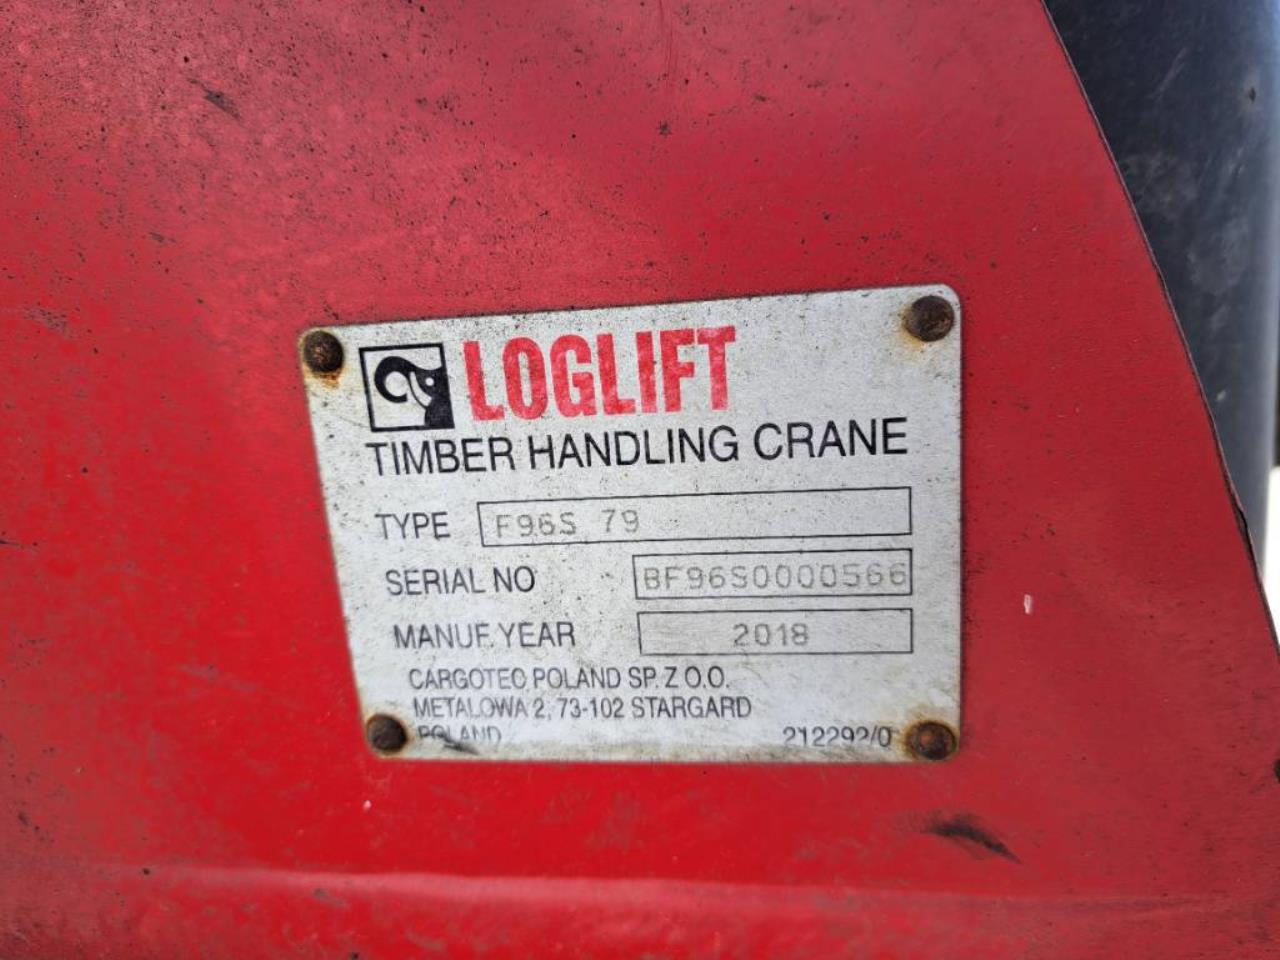 LOGLIFT
TIMBER HANDLING CRANE
TYPE F96S 79
SERIAL NO BF96S0000566
MANUF. YEAR 2018
CARGOTEC POLAND SP. Z O.O.
METALOWA 2, 73-102 STARGARD
POLAND 212292/0